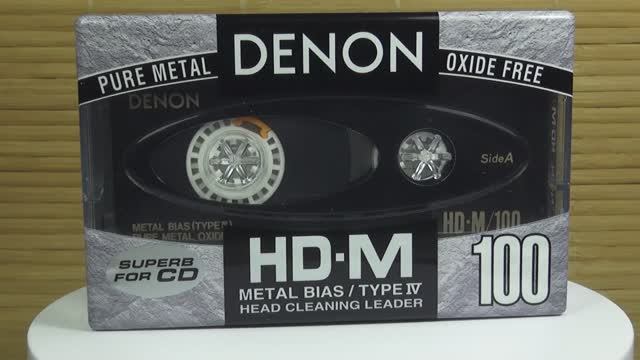 DENON
PURE METAL
OXIDE FREE
DENON
Side A
METAL BIAS (TYPE IV)
PURE METAL OXIDE
HD-M/100
SUPERB
FOR CD
HD·M
METAL BIAS / TYPE IV
HEAD CLEANING LEADER
100